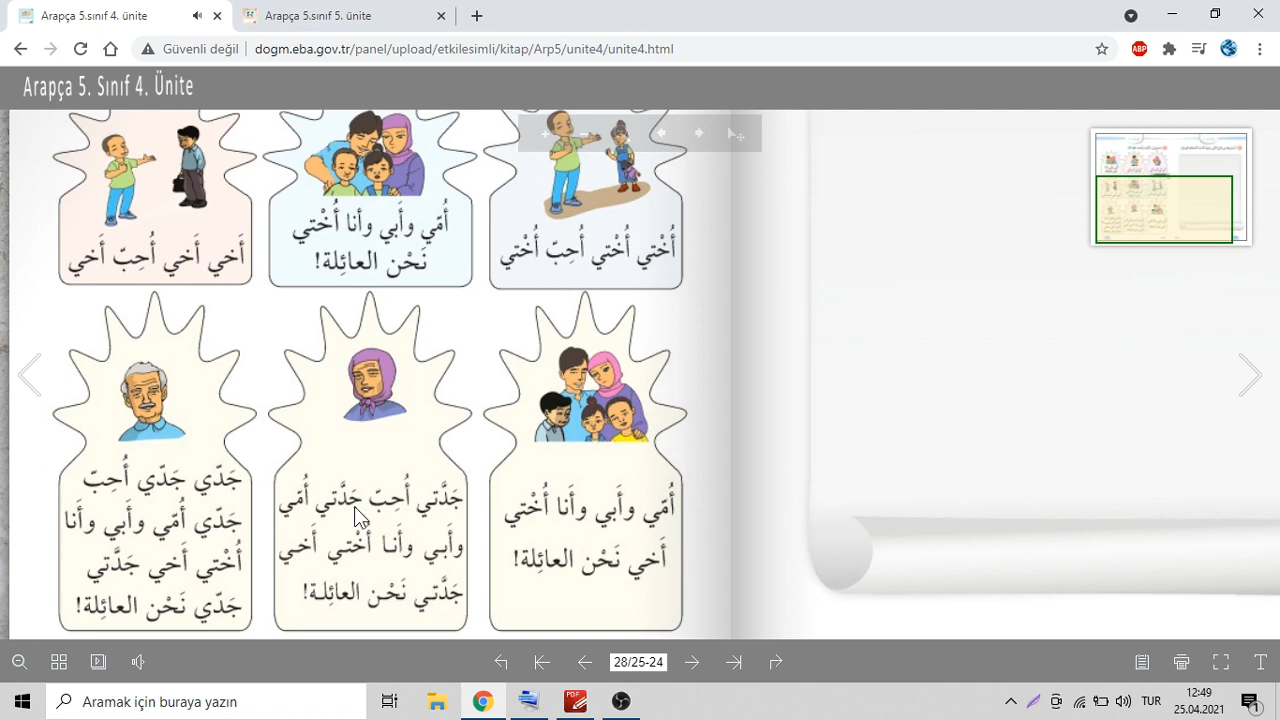 Arapça 5.sınıf 4. ünite
Arapça 5.sınıf 5. ünite
Güvenli değil
dogm.eba.gov.tr/panel/upload/etkilesimli/kitap/Arp5/unite4/unite4.html
ABP
Arapça 5. Sınıf 4. Ünite
أُخْتي أُخْتي أُحِبّ أُخْتي
أُمّي وأَبي وأنا أُخْتي
نَحْن العائِلة!
أَخي أَخي أُحِبّ أَخي
أُمّي وأَبي وأَنا أُخْتي
أَخي نَحْن العائِلة!
جَدَّتي أُحِبّ جَدَّتي أُمّي
وأَبي وأَنا أُخْتي أَخي
جَدَّتي نَحْن العائِلة!
جَدّي جَدّي أُحِبّ
جَدّي أُمّي وأَبي وأَنا
أُخْتي أَخي جَدَّتي
جَدّي نَحْن العائِلة!
28/25-24
Aramak için buraya yazın
PDF
TUR
12:49
25.04.2021
1